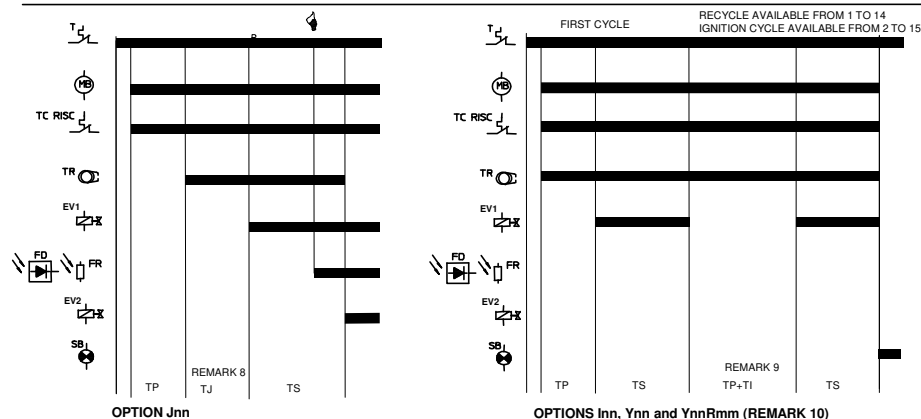 T
P
MB
TC RISC
TR
EV1
FD
FR
EV2
SB
REMARK 8
TP TJ TS
OPTION Jnn
RECYCLE AVAILABLE FROM 1 TO 14
FIRST CYCLE
IGNITION CYCLE AVAILABLE FROM 2 TO 15
T
MB
TC RISC
TR
EV1
FD
FR
EV2
SB
REMARK 9
TP TS TP+TI TS
OPTIONS Inn, Ynn and YnnRmm (REMARK 10)